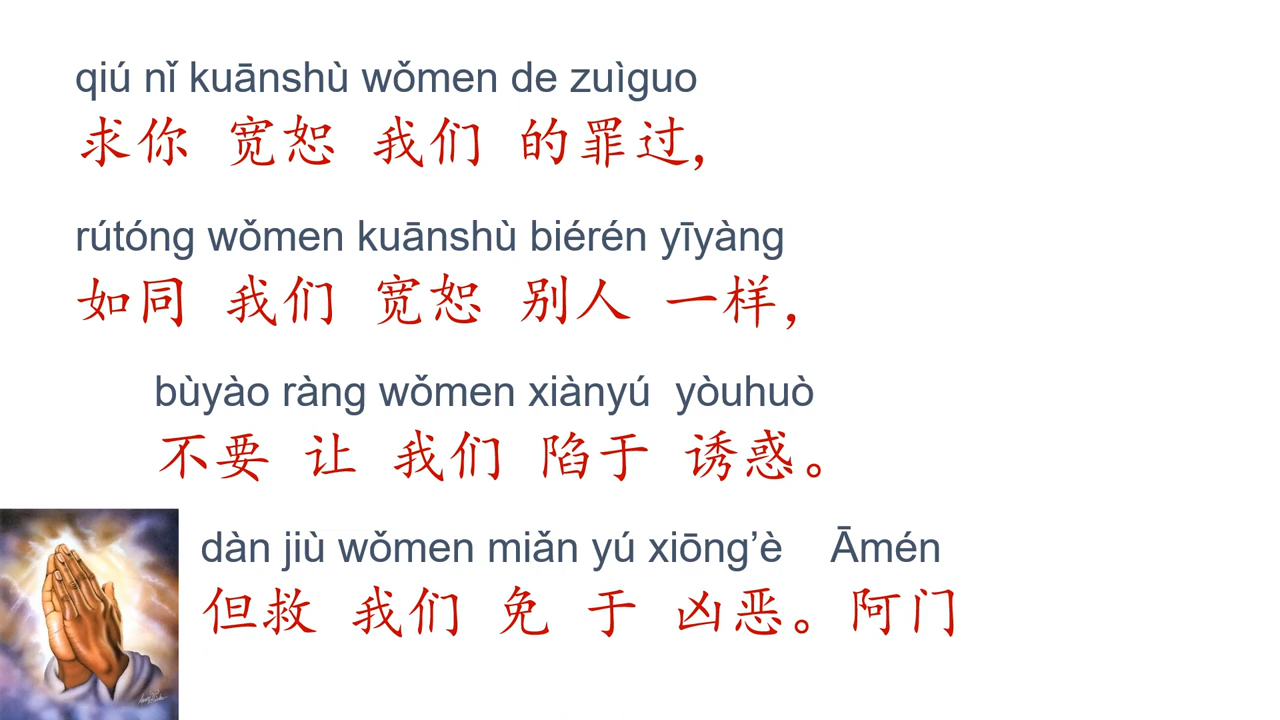 qiú nǐ kuānshù wǒmen de zuìguo
求你 宽恕 我们 的罪过,
rútóng wǒmen kuānshù biérén yīyàng
如同 我们 宽恕 别人 一样,
bùyào ràng wǒmen xiànyú yòuhuò
不要 让 我们 陷于 诱惑。
dàn jiù wǒmen miǎn yú xiōng’è Āmén
但救 我们 免 于 凶恶。阿门